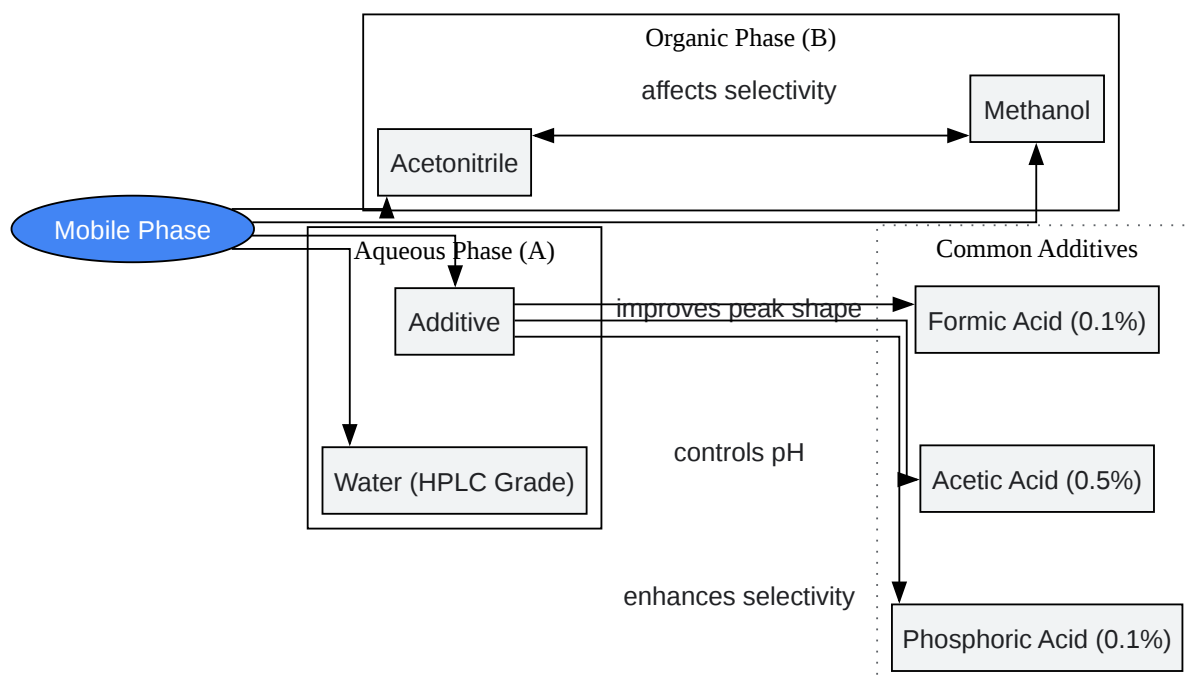 Organic Phase (B)
affects selectivity
Methanol
Acetonitrile
Mobile Phase
Aqueous Phase (A)
Common Additives
Additive
improves peak shape
Formic Acid (0.1%)
controls pH
Water (HPLC Grade)
Acetic Acid (0.5%)
enhances selectivity
Phosphoric Acid (0.1%)